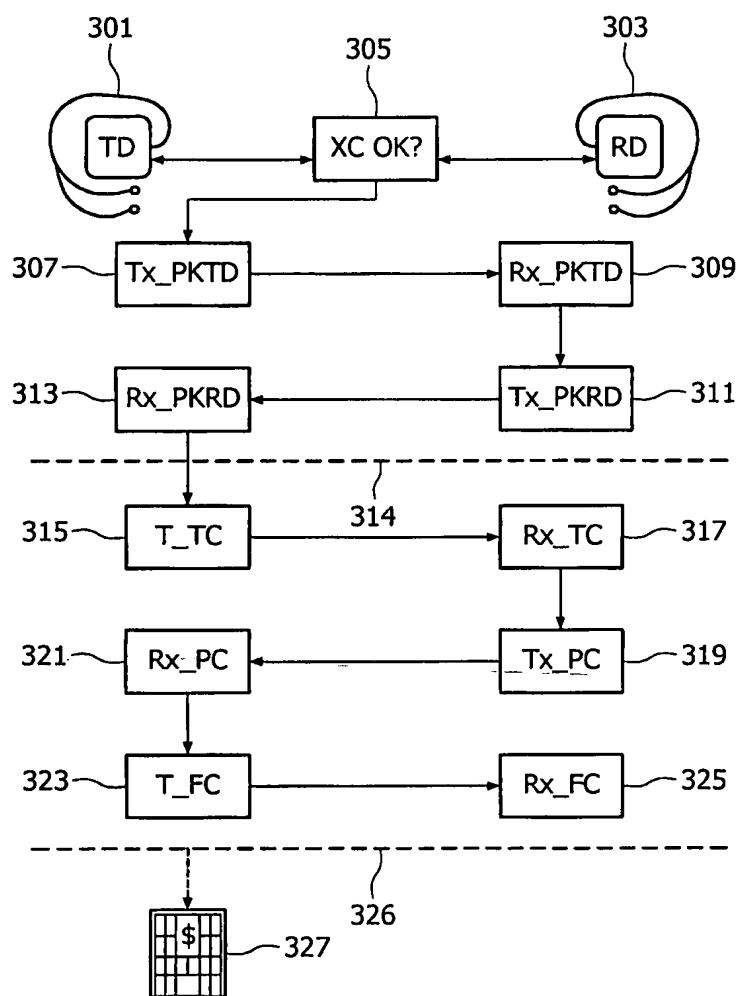 301
305
303
TD
XC OK?
RD
307
Tx_PKTD
Rx_PKTD
309
313
Rx_PKRD
Tx_PKRD
311
314
315
T_TC
Rx_TC
317
321
Rx_PC
Tx_PC
319
323
T_FC
Rx_FC
325
326
$
327